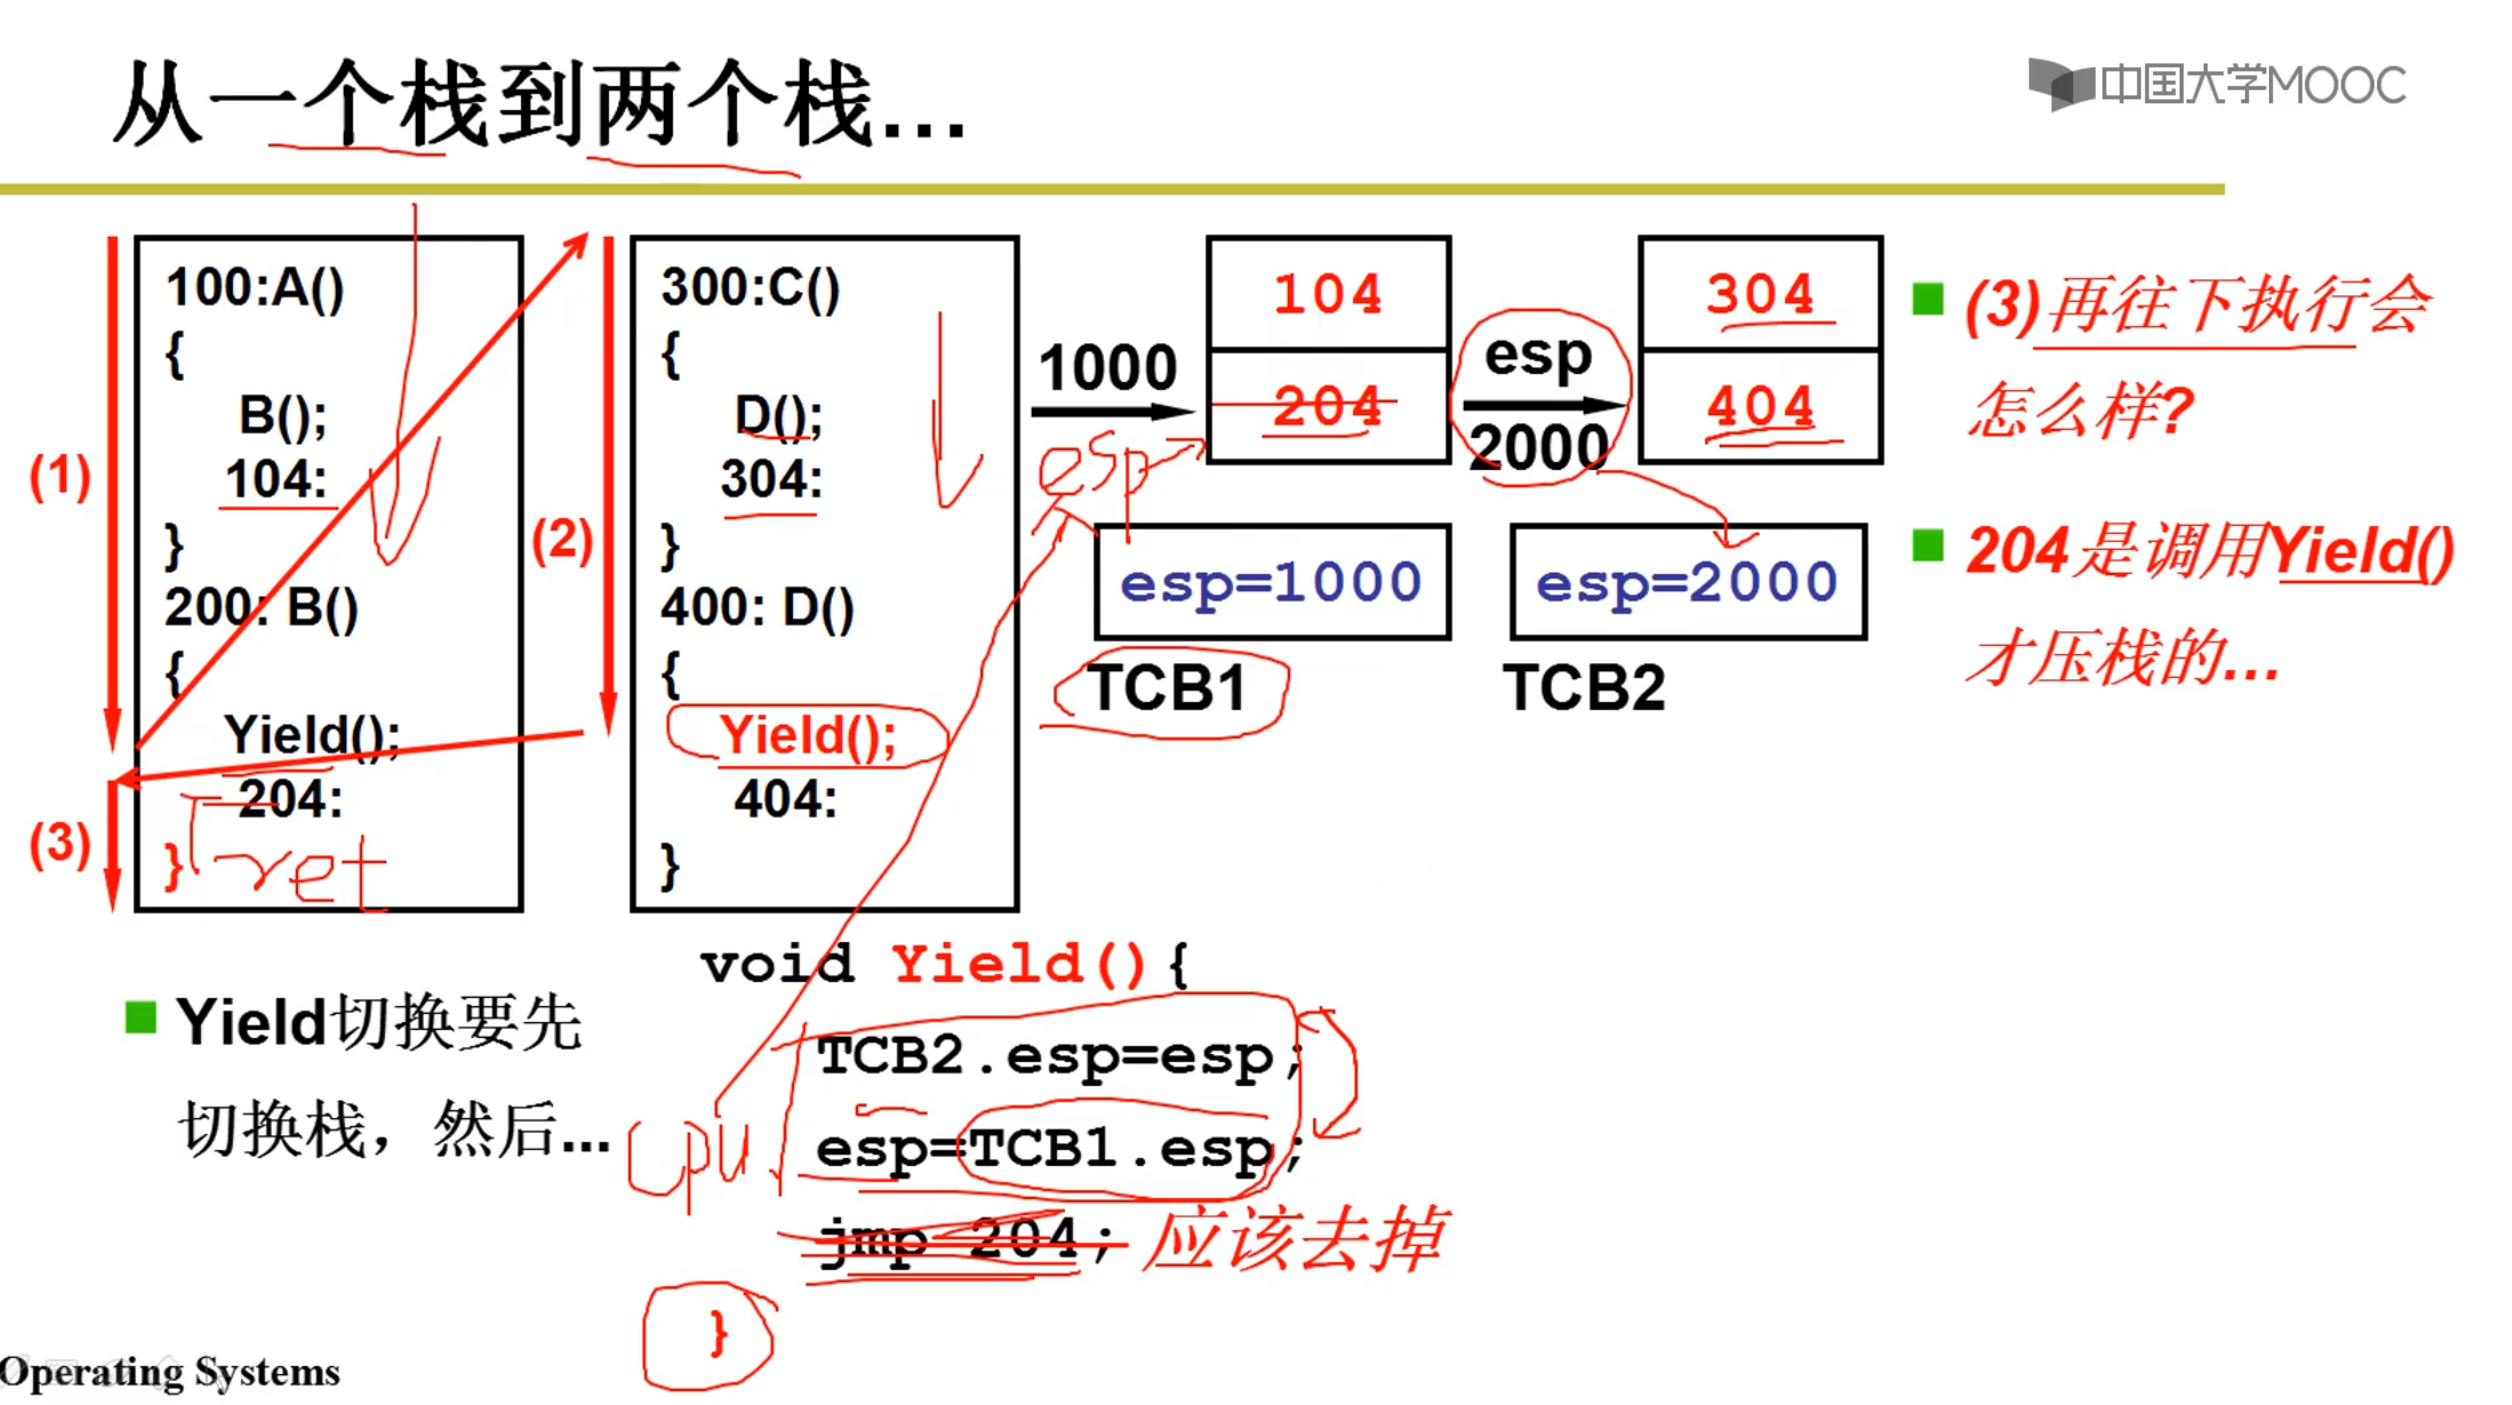 从一个栈到两个栈...
中国大学MOOC
(1)
100:A()
{
B();
104:
}
200: B()
{
Yield();
204:
}
ret
(3)
(2)
300:C()
{
D();
304:
}
400: D()
{
Yield();
404:
}
1000
esp
104
204
esp
2000
304
404
esp=1000
TCB1
esp=2000
TCB2
(3)再往下执行会
怎么样?
204是调用Yield()
才压栈的...
Yield切换要先
切换栈，然后...
void Yield(){
TCB2.esp=esp;
cpu
esp=TCB1.esp;
jmp 204; 应该去掉
}
Operating Systems